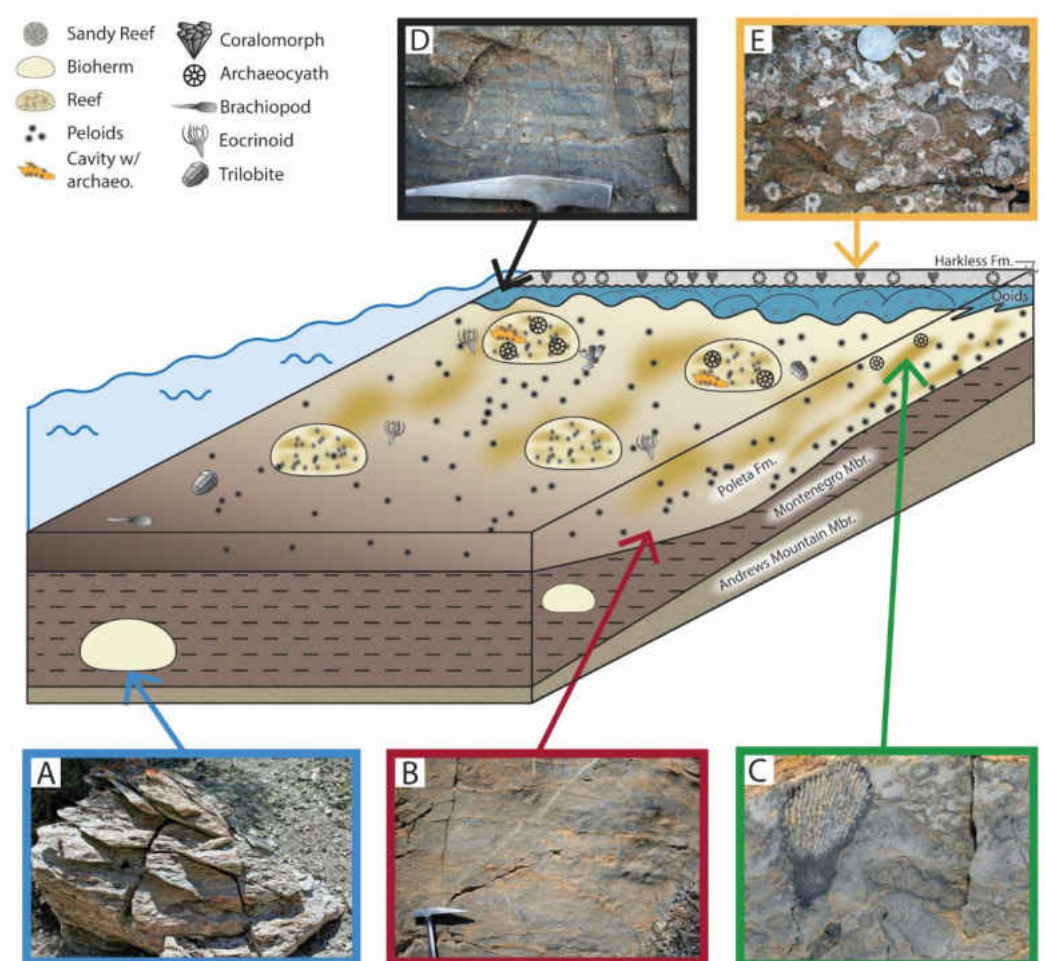 Sandy Reef
Bioherm
Reef
Peloids
Cavity w/
archaeo.
Coralomorph
Archaeocyath
Brachiopod
Eocrinoid
Trilobite
D
E
Harkless Fm.
Ooids
Poleta Fm.
Montenegro Mbr.
Andrews Mountain Mbr.
A
B
C